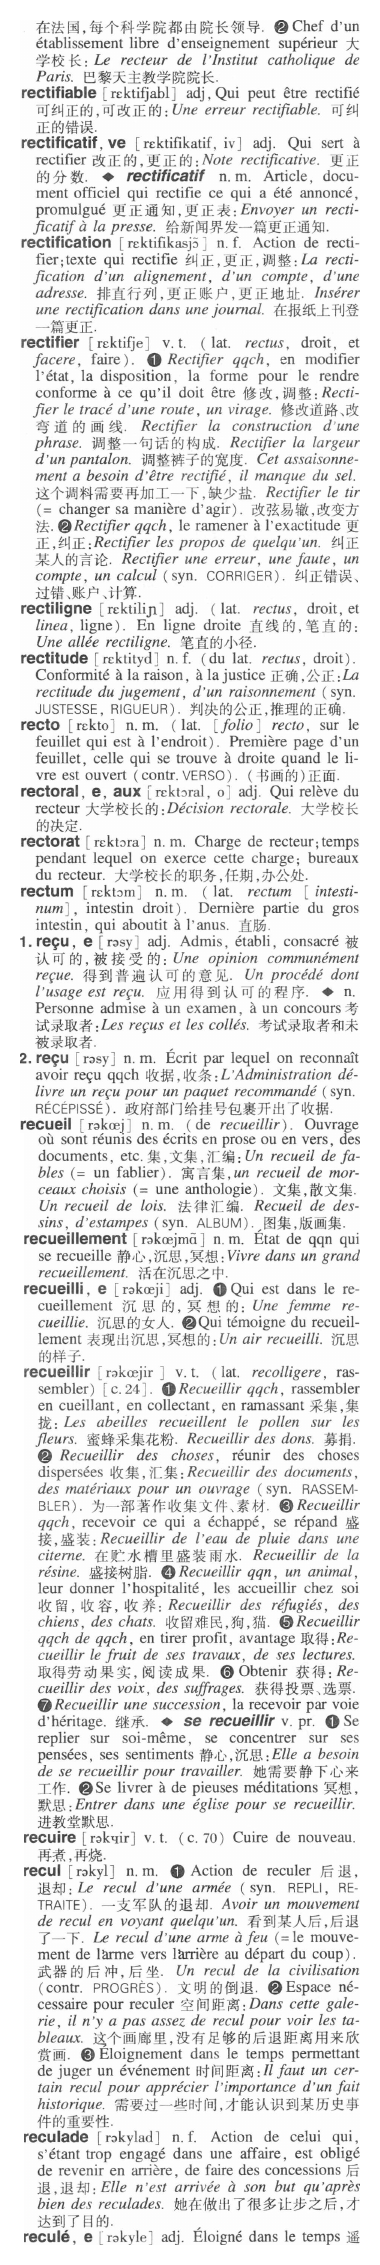 在法国,每个科学院都由院长领导. ❷ Chef d'un
établissement libre d'enseignement supérieur 大
学校长: Le recteur de l'Institut catholique de
Paris. 巴黎天主教学院院长.
rectifiable [rɛktifjabl] adj, Qui peut être rectifié
可纠正的,可改正的: Une erreur rectifiable. 可纠
正的错误.
rectificatif, ve [rɛktifikatif, iv] adj. Qui sert à
rectifier 改正的,更正的: Note rectificative. 更正
的分数. ◆ rectificatif n. m. Article, docu-
ment officiel qui rectifie ce qui a été annoncé,
promulgué 更正通知,更正表: Envoyer un recti-
ficatif à la presse. 给新闻界发一篇更正通知.
rectification [rɛktifikasjɔ̃] n. f. Action de recti-
fier; texte qui rectifie 纠正,更正,调整: La recti-
fication d'un alignement, d'un compte, d'une
adresse. 排直行列,更正账户,更正地址. Insérer
une rectification dans une journal. 在报纸上刊登
一篇更正.
rectifier [rɛktifje] v. t. ( lat. rectus, droit, et
facere, faire). ❶ Rectifier qqch, en modifier
l'état, la disposition, la forme pour le rendre
conforme à ce qu'il doit être 修改,调整: Recti-
fier le tracé d'une route, un virage. 修改道路、改
弯道的画线. Rectifier la construction d'une
phrase. 调整一句话的构成. Rectifier la largeur
d'un pantalon. 调整裤子的宽度. Cet assaisonne-
ment a besoin d'être rectifié, il manque du sel.
这个调料需要再加工一下,缺少盐. Rectifier le tir
(= changer sa manière d'agir). 改弦易辙,改变方
法. ❷ Rectifier qqch, le ramener à l'exactitude 更
正,纠正: Rectifier les propos de quelqu'un. 纠正
某人的言论. Rectifier une erreur, une faute, un
compte, un calcul (syn. CORRIGER). 纠正错误、
过错、账户、计算.
rectiligne [rɛktiliɲ] adj. ( lat. rectus, droit, et
linea, ligne). En ligne droite 直线的,笔直的:
Une allée rectiligne. 笔直的小径.
rectitude [rɛktityd] n. f. (du lat. rectus, droit).
Conformité à la raison, à la justice 正确,公正: La
rectitude du jugement, d'un raisonnement (syn.
JUSTESSE, RIGUEUR). 判决的公正,推理的正确.
recto [rɛkto] n. m. (lat. [folio] recto, sur le
feuillet qui est à l'endroit). Première page d'un
feuillet, celle qui se trouve à droite quand le li-
vre est ouvert (contr. VERSO). (书画的)正面.
rectoral, e, aux [rɛktɔral, o] adj. Qui relève du
recteur 大学校长的: Décision rectorale. 大学校长
的决定.
rectorat [rɛktɔra] n. m. Charge de recteur; temps
pendant lequel on exerce cette charge; bureaux
du recteur. 大学校长的职务,任期,办公处.
rectum [rɛktɔm] n. m. ( lat. rectum [ intesti-
num], intestin droit). Dernière partie du gros
intestin, qui aboutit à l'anus. 直肠.
1. reçu, e [rəsy] adj. Admis, établi, consacré 被
认可的,被接受的: Une opinion communément
reçue. 得到普遍认可的意见. Un procédé dont
l'usage est reçu. 应用得到认可的程序. ◆ n.
Personne admise à un examen, à un concours 考
试录取者: Les reçus et les collés. 考试录取者和未
被录取者.
2. reçu [rəsy] n. m. Écrit par lequel on reconnaît
avoir reçu qqch 收据,收条: L'Administration dé-
livre un reçu pour un paquet recommandé (syn.
RÉCÉPISSÉ). 政府部门给挂号包裹开出了收据.
recueil [rəkœj] n. m. (de recueillir). Ouvrage
où sont réunis des écrits en prose ou en vers, des
documents, etc. 集,文集,汇编: Un recueil de fa-
bles (= un fablier). 寓言集, un recueil de mor-
ceaux choisis (= une anthologie). 文集,散文集.
Un recueil de lois. 法律汇编. Recueil de des-
sins, d'estampes (syn. ALBUM). 图集,版画集.
recueillement [rəkœjmã] n. m. État de qqn qui
se recueille 静心,沉思,冥想: Vivre dans un grand
recueillement. 活在沉思之中.
recueilli, e [rəkœji] adj. ❶ Qui est dans le re-
cueillement 沉思的,冥想的: Une femme re-
cueillie. 沉思的女人. ❷ Qui témoigne du recueil-
lement 表现出沉思,冥想的: Un air recueilli. 沉思
的样子.
recueillir [rəkœjir] v. t. (lat. recolligere, ras-
sembler) [c. 24]. ❶ Recueillir qqch, rassembler
en cueillant, en collectant, en ramassant 采集,集
拢: Les abeilles recueillent le pollen sur les
fleurs. 蜜蜂采集花粉. Recueillir des dons. 募捐.
❷ Recueillir des choses, réunir des choses
dispersées 收集,汇集: Recueillir des documents,
des matériaux pour un ouvrage (syn. RASSEM-
BLER). 为一部著作收集文件、素材. ❸ Recueillir
qqch, recevoir ce qui a échappé, se répand 盛
接,盛装: Recueillir de l'eau de pluie dans une
citerne. 在贮水槽里盛装雨水. Recueillir de la
résine. 盛接树脂. ❹ Recueillir qqn, un animal,
leur donner l'hospitalité, les accueillir chez soi
收留,收容,收养: Recueillir des réfugiés, des
chiens, des chats. 收留难民,狗,猫. ❺ Recueillir
qqch de qqch, en tirer profit, avantage 取得: Re-
cueillir le fruit de ses travaux, de ses lectures.
取得劳动果实,阅读成果. ❻ Obtenir 获得: Re-
cueillir des voix, des suffrages. 获得投票、选票.
❼ Recueillir une succession, la recevoir par voie
d'héritage. 继承. ◆ se recueillir v. pr. ❶ Se
replier sur soi-même, se concentrer sur ses
pensées, ses sentiments 静心,沉思: Elle a besoin
de se recueillir pour travailler. 她需要静下心来
工作. ❷ Se livrer à de pieuses méditations 冥想,
默思: Entrer dans une église pour se recueillir.
进教堂默思.
recuire [rəkɥir] v. t. (c. 70) Cuire de nouveau.
再煮,再烧.
recul [rəkyl] n. m. ❶ Action de reculer 后退,
退却: Le recul d'une armée (syn. REPLI, RE-
TRAITE). 一支军队的退却. Avoir un mouvement
de recul en voyant quelqu'un. 看到某人后,后退
了一下. Le recul d'une arme à feu (= le mouve-
ment de l'arme vers l'arrière au départ du coup).
武器的后冲,后坐. Un recul de la civilisation
(contr. PROGRÈS). 文明的倒退. ❷ Espace né-
cessaire pour reculer 空间距离: Dans cette gale-
rie, il n'y a pas assez de recul pour voir les ta-
bleaux. 这个画廊里,没有足够的后退距离用来欣
赏画. ❸ Éloignement dans le temps permettant
de juger un événement 时间距离: Il faut un cer-
tain recul pour apprécier l'importance d'un fait
historique. 需要过一些时间,才能认识到某历史事
件的重要性.
reculade [rəkylad] n. f. Action de celui qui,
s'étant trop engagé dans une affaire, est obligé
de revenir en arrière, de faire des concessions 后
退,退却: Elle n'est arrivée à son but qu'après
bien des reculades. 她在做出了很多让步之后,才
达到了目的.
reculé, e [rəkyle] adj. Éloigné dans le temps 遥